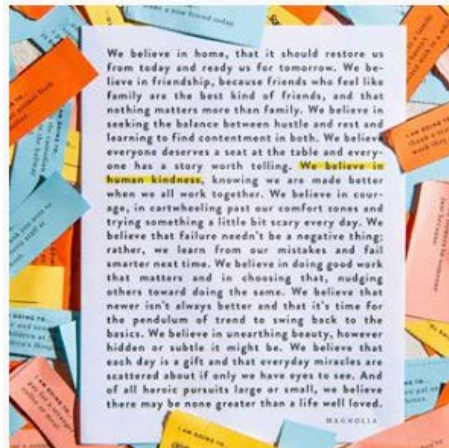 We believe in home, that it should restore us
from today and ready us for tomorrow. We be-
lieve in friendship, because friends who feel like
family are the best kind of friends, and that
nothing matters more than family. We believe in
seeking the balance between hustle and rest and
learning to find contentment in both. We believe
everyone deserves a seat at the table and every-
one has a story worth telling. We believe in
human kindness, knowing we are made better
when we all work together. We believe in cour-
age, in cartwheeling past our comfort zones and
trying something a little bit scary every day. We
believe that failure needn't be a negative thing;
rather, we learn from our mistakes and fail
smarter next time. We believe in doing good work
that matters and in choosing that, nudging
others toward doing the same. We believe that
newer isn't always better and that it's time for
the pendulum of trend to swing back to the
basics. We believe in unearthing beauty, however
hidden or subtle it might be. We believe that
each day is a gift and that everyday miracles are
scattered about if only we have eyes to see. And
of all heroic pursuits large or small, we believe
there may be none greater than a life well loved.
MAGNOLIA
I AM GOING TO...